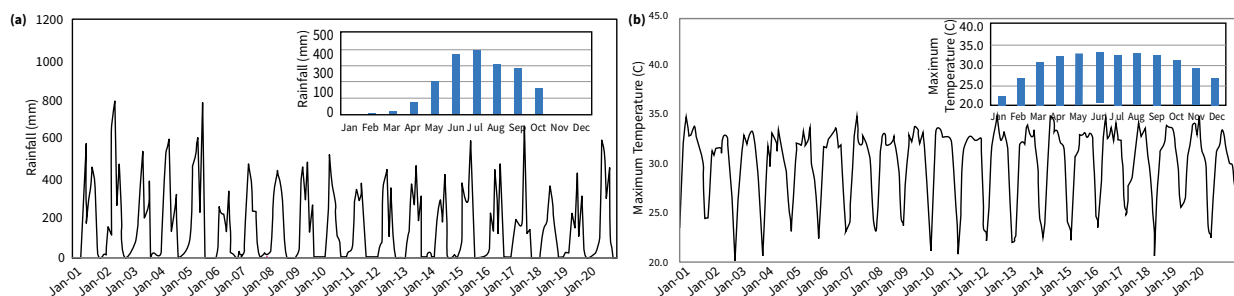 (a)
Rainfall (mm)
1200
1000
800
600
400
200
0
Jan-01
Jan-02
Jan-03
Jan-04
Jan-05
Jan-06
Jan-07
Jan-08
Jan-09
Jan-10
Jan-11
Jan-12
Jan-13
Jan-14
Jan-15
Jan-16
Jan-17
Jan-18
Jan-19
Jan-20
Rainfall (mm)
500
400
300
100
0
Jan Feb Mar Apr May Jun Jul Aug Sep Oct Nov Dec
(b)
Maximum Temperature (C)
45.0
40.0
35.0
30.0
25.0
20.0
Jan-01
Jan-02
Jan-03
Jan-04
Jan-05
Jan-06
Jan-07
Jan-08
Jan-09
Jan-10
Jan-11
Jan-12
Jan-13
Jan-14
Jan-15
Jan-16
Jan-17
Jan-18
Jan-19
Jan-20
Maximum
Temperature (C)
40.0
35.0
30.0
25.0
20.0
Jan Feb Mar Apr May Jun Jul Aug Sep Oct Nov Dec